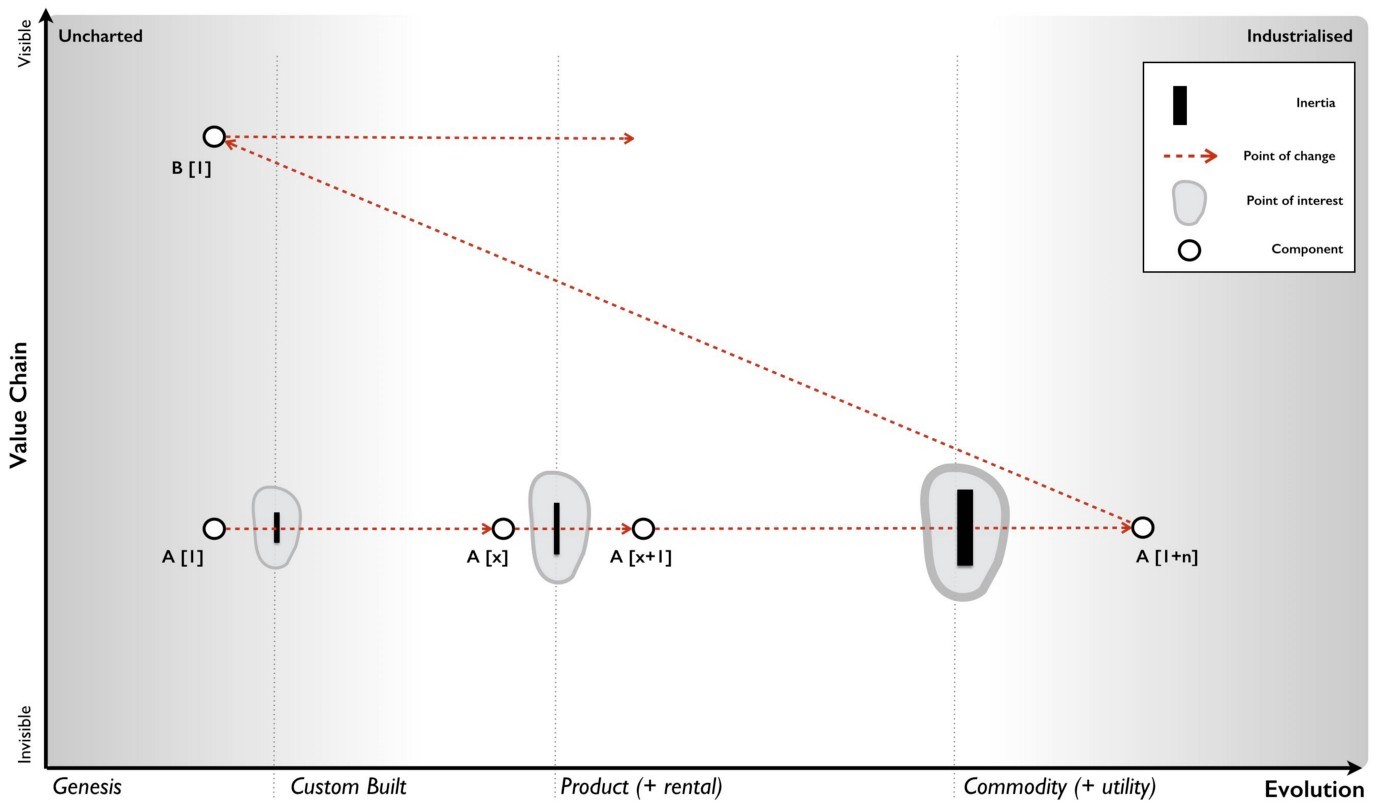 Visible
Uncharted
Industrialised
Inertia
Point of change
Point of interest
Component
B [1]
Value Chain
A [1]
A [x]
A [x+1]
A [1+n]
Invisible
Genesis
Custom Built
Product (+ rental)
Commodity (+ utility)
Evolution